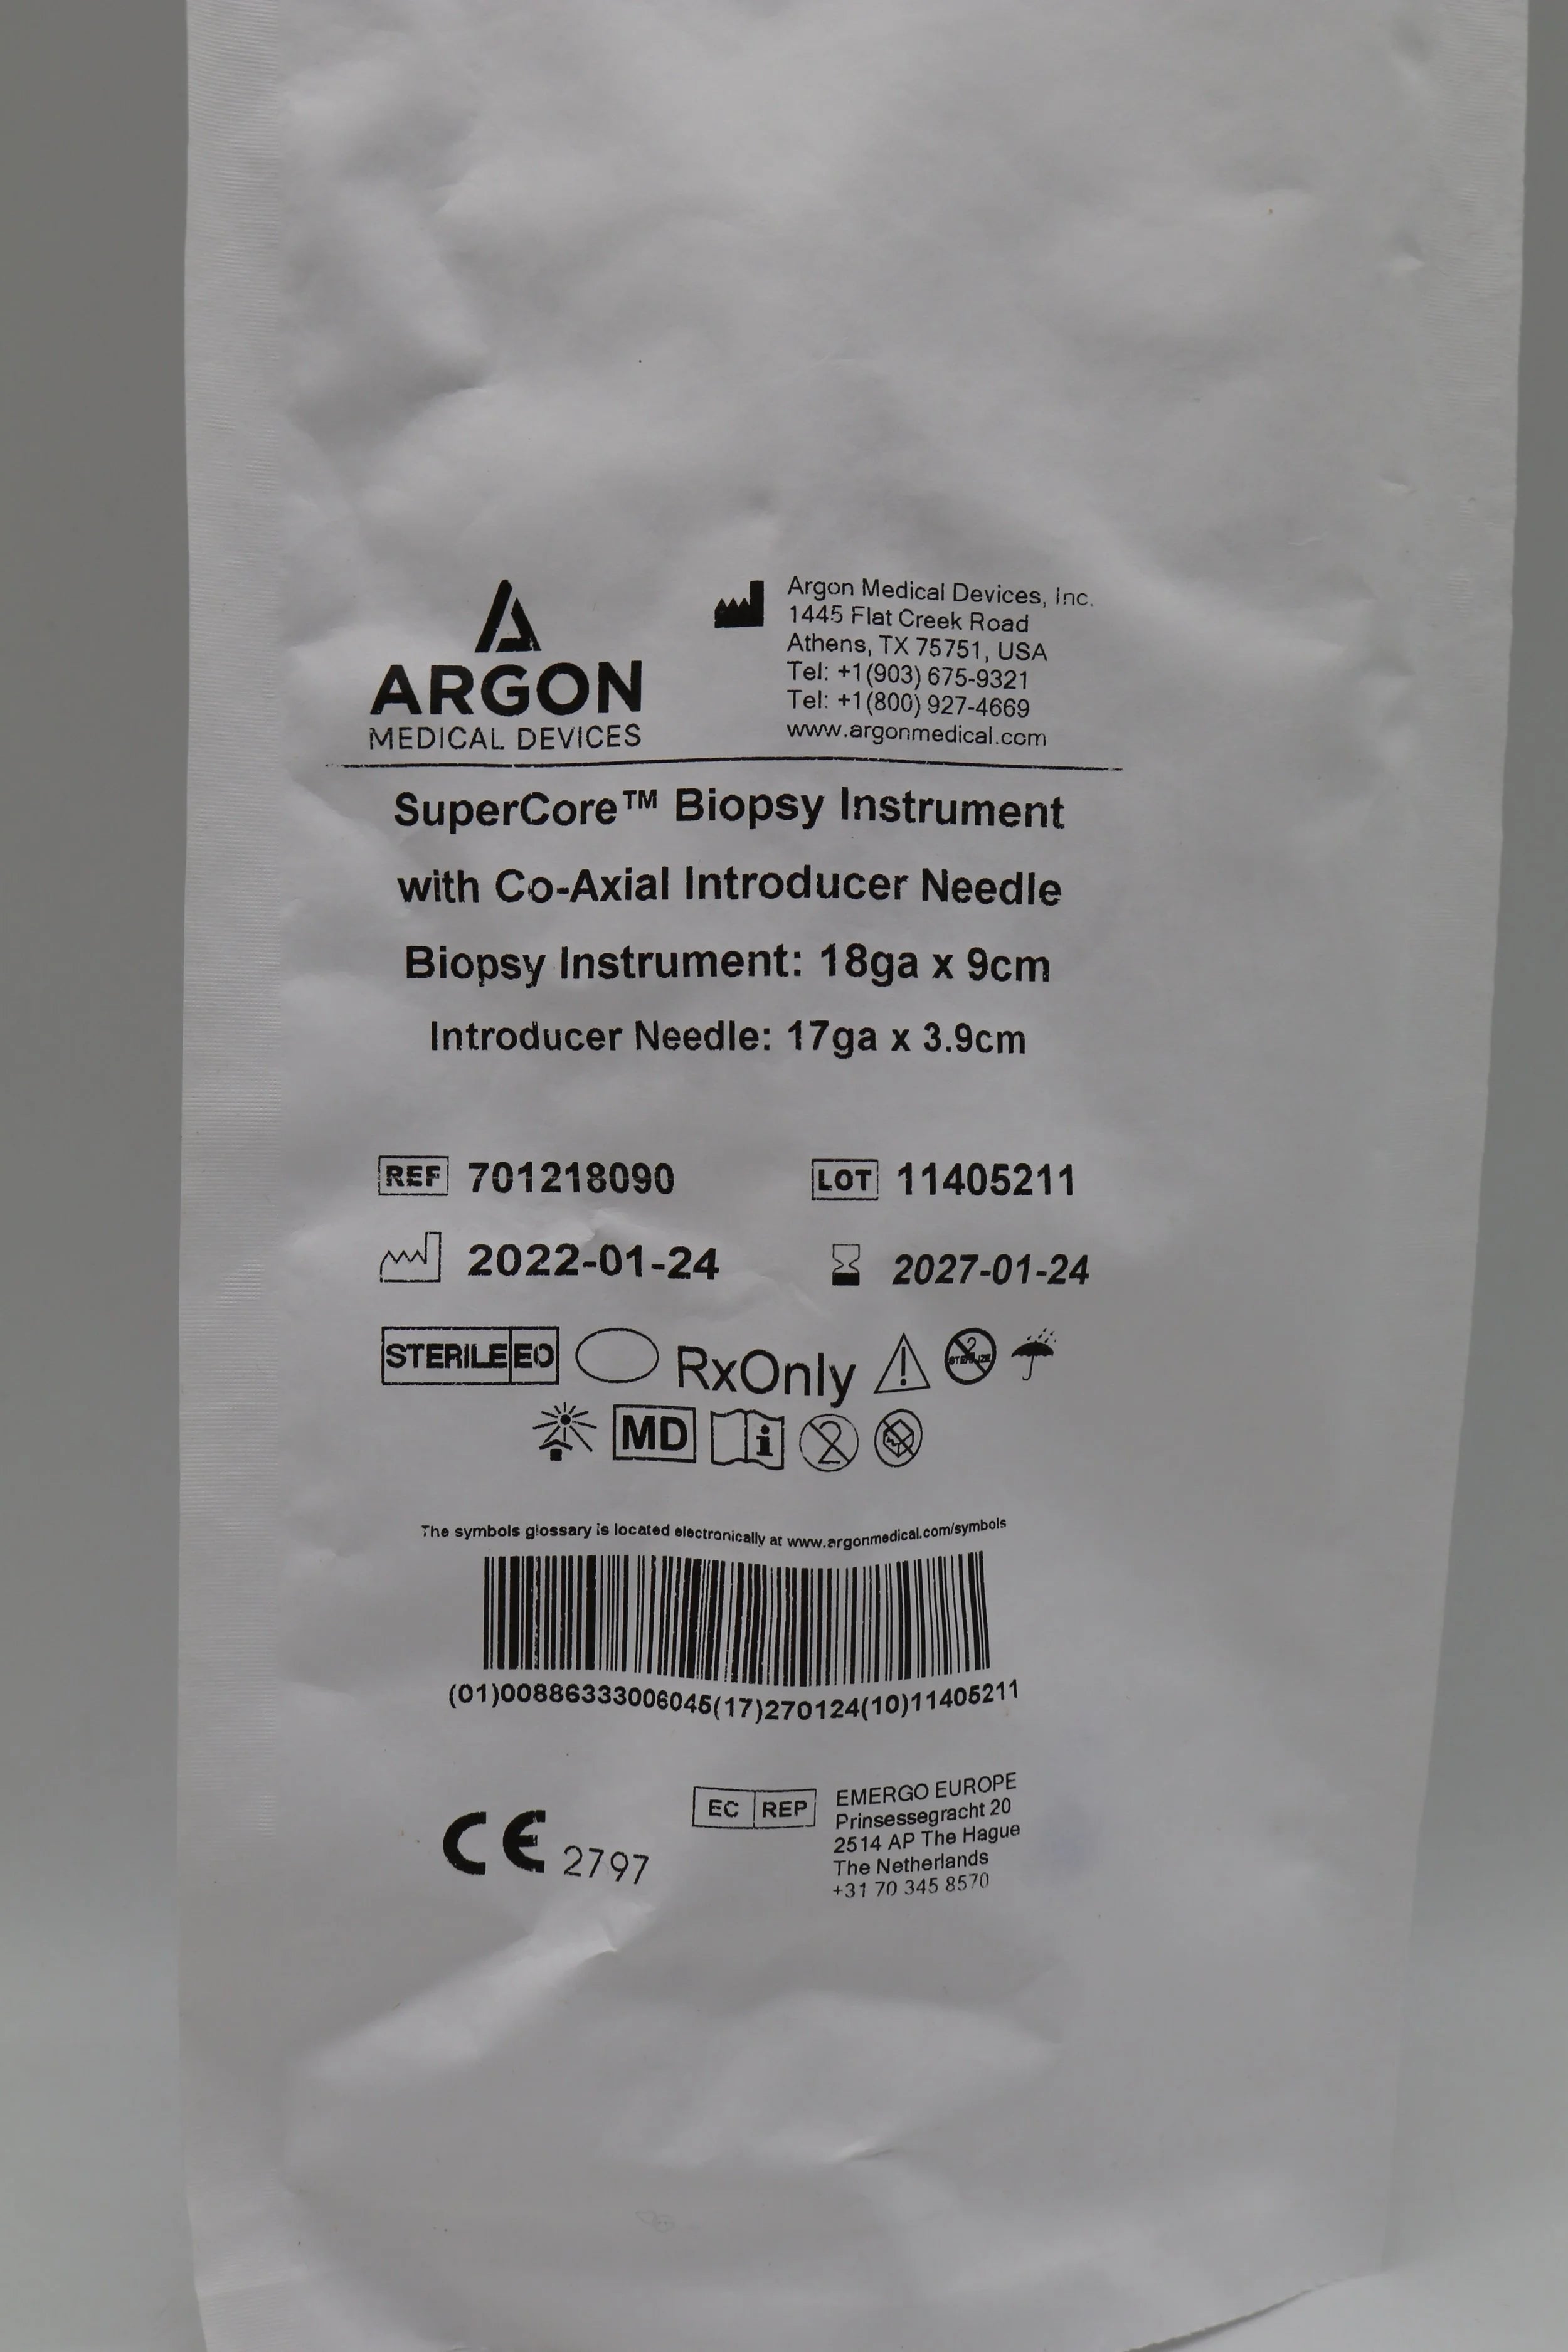 ARGON
MEDICAL DEVICES
Argon Medical Devices, Inc.
1445 Flat Creek Road
Athens, TX 75751, USA
Tel: +1(903) 675-9321
Tel: +1(800) 927-4669
www.argonmedical.com
SuperCore™ Biopsy Instrument
with Co-Axial Introducer Needle
Biopsy Instrument: 18ga x 9cm
Introducer Needle: 17ga x 3.9cm
REF 701218090
LOT 11405211
2022-01-24
2027-01-24
STERILE EO RxOnly 2 STERILIZE
MD i 2
The symbols glossary is located electronically at www.argonmedical.com/symbols
(01)00886333006045(17)270124(10)11405211
CE 2797
EC REP
EMERGO EUROPE
Prinsessegracht 20
2514 AP The Hague
The Netherlands
+31 70 345 8570